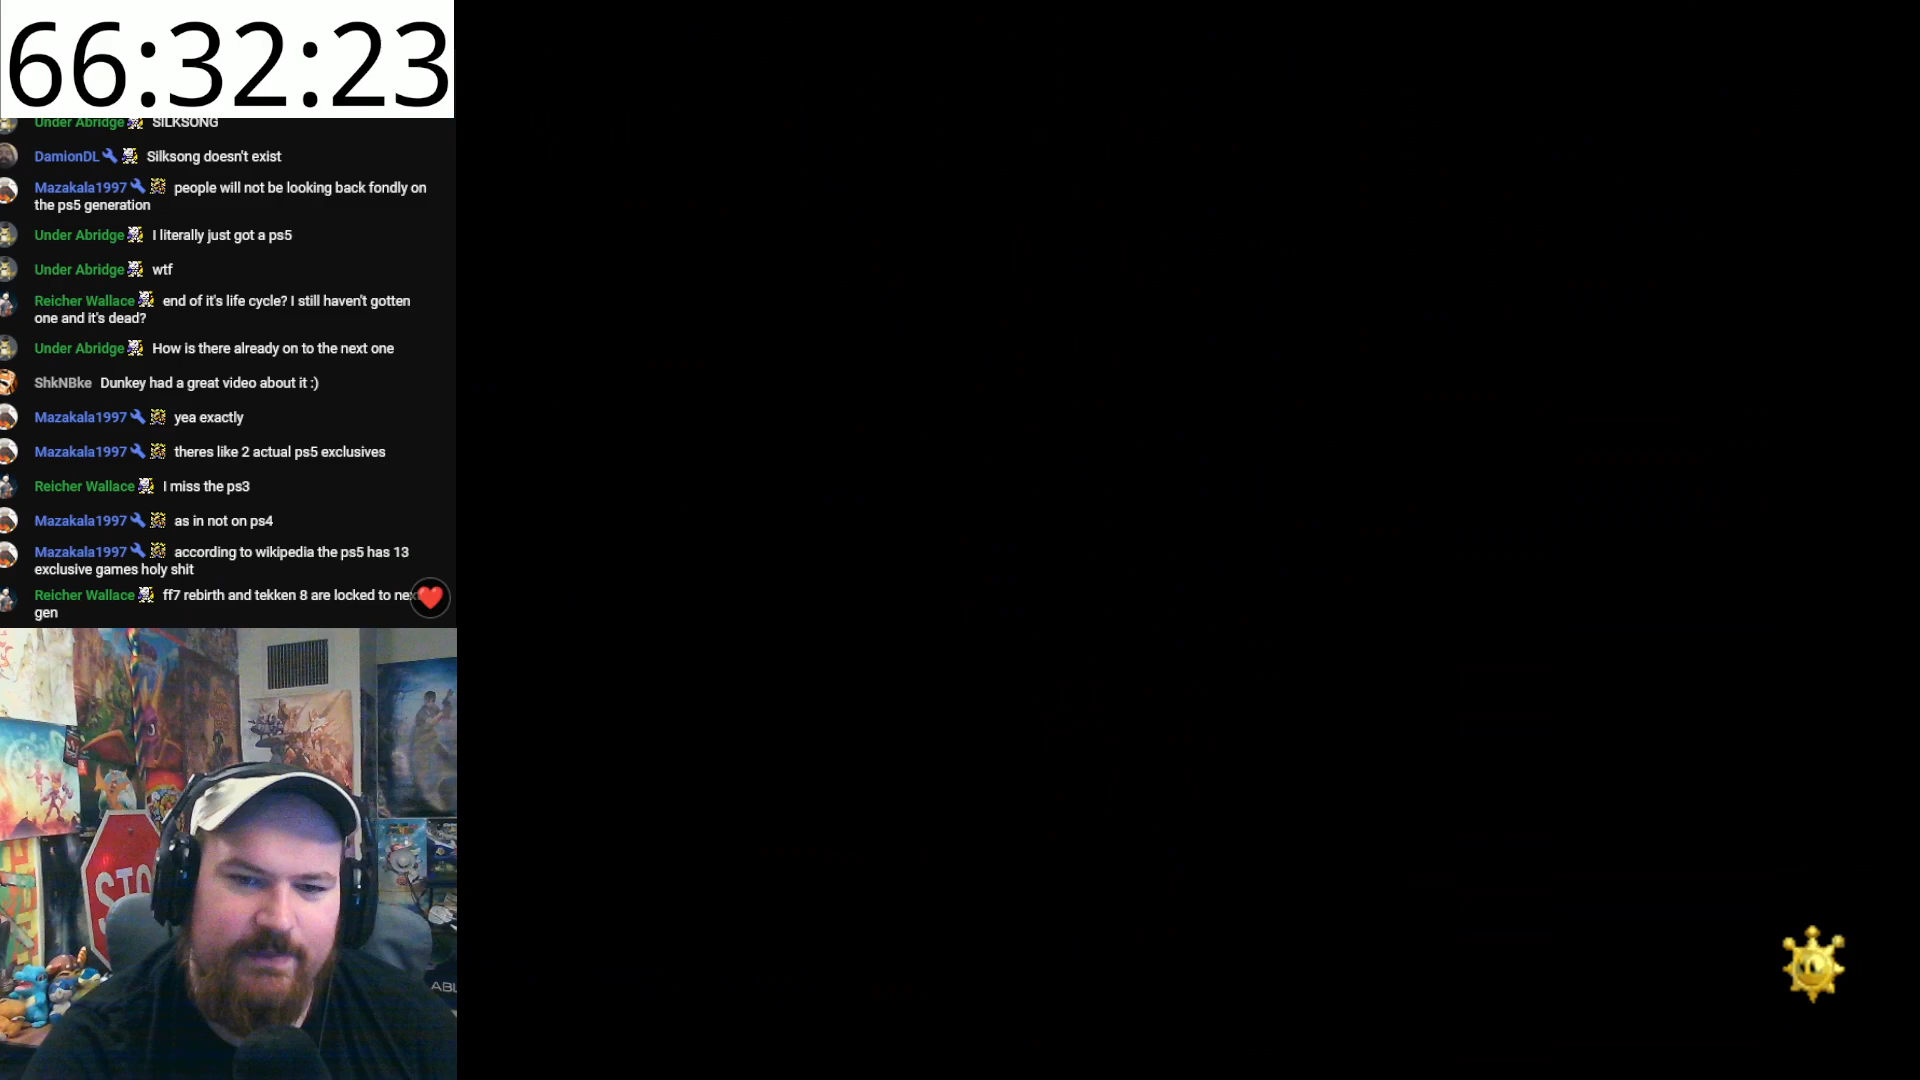 66:32:23
Under Abridge SILKSONG
DamionDL Silksong doesn't exist
Mazakala1997 people will not be looking back fondly on
the ps5 generation
Under Abridge I literally just got a ps5
Under Abridge wtf
Reicher Wallace end of it's life cycle? I still haven't gotten
one and it's dead?
Under Abridge How is there already on to the next one
ShkNBke Dunkey had a great video about it :)
Mazakala1997 yea exactly
Mazakala1997 theres like 2 actual ps5 exclusives
Reicher Wallace I miss the ps3
Mazakala1997 as in not on ps4
Mazakala1997 according to wikipedia the ps5 has 13
exclusive games holy shit
Reicher Wallace ff7 rebirth and tekken 8 are locked to nex
gen
STO
ABL